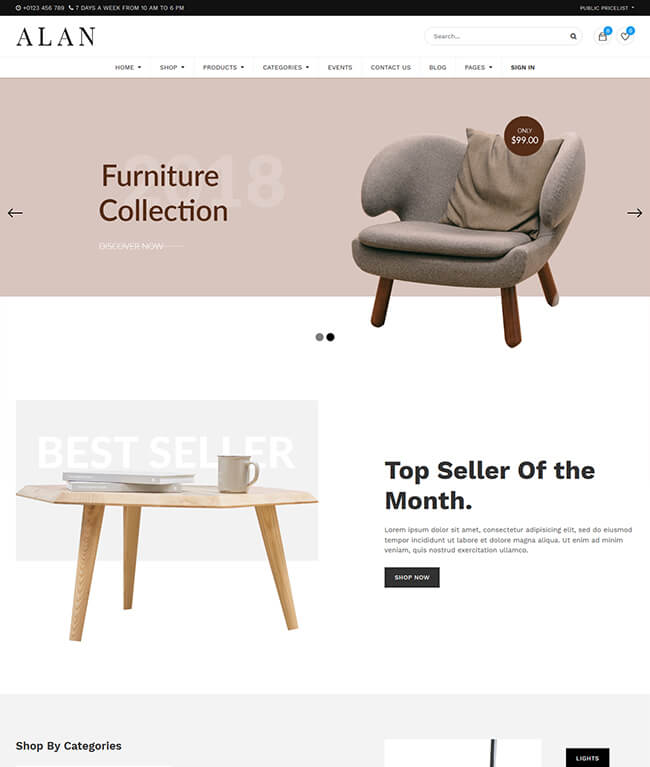 +0123 456 789 7 DAYS A WEEK FROM 10 AM TO 6 PM
PUBLIC PRICELIST
ALAN
Search...
0
0
HOME SHOP PRODUCTS CATEGORIES EVENTS CONTACT US BLOG PAGES SIGN IN
2018
Furniture
Collection
DISCOVER NOW
ONLY
$99.00
BEST SELLER
Top Seller Of the
Month.
Lorem ipsum dolor sit amet, consectetur adipisicing elit, sed do eiusmod
tempor incididunt ut labore et dolore magna aliqua. Ut enim ad minim
veniam, quis nostrud exercitation ullamco.
SHOP NOW
Shop By Categories
LIGHTS